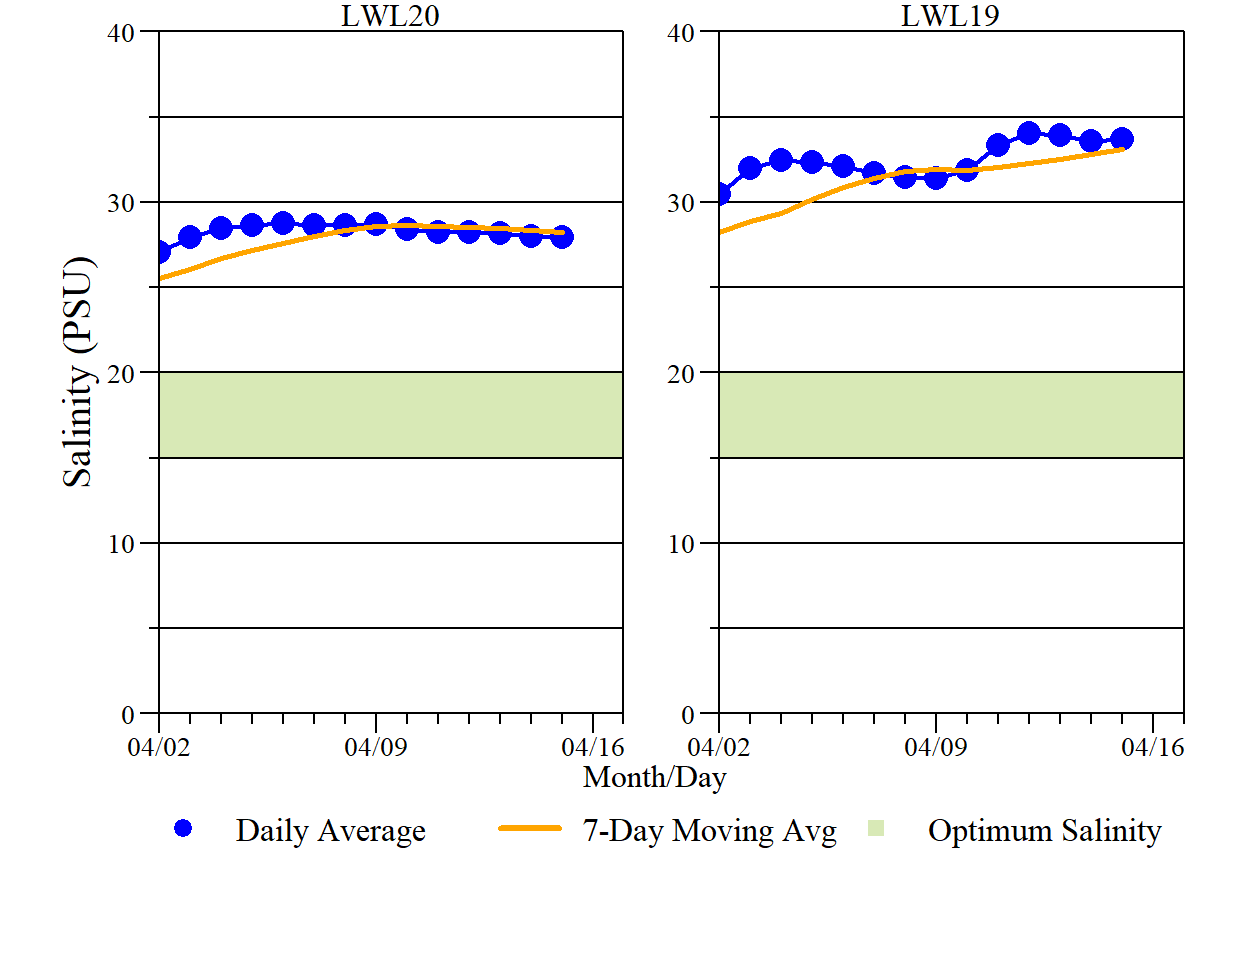 LWL20
LWL19
40
30
20
10
0
40
30
20
10
0
Salinity (PSU)
04/02
04/09
04/16
04/02
04/09
04/16
Month/Day
Daily Average
7-Day Moving Avg
Optimum Salinity